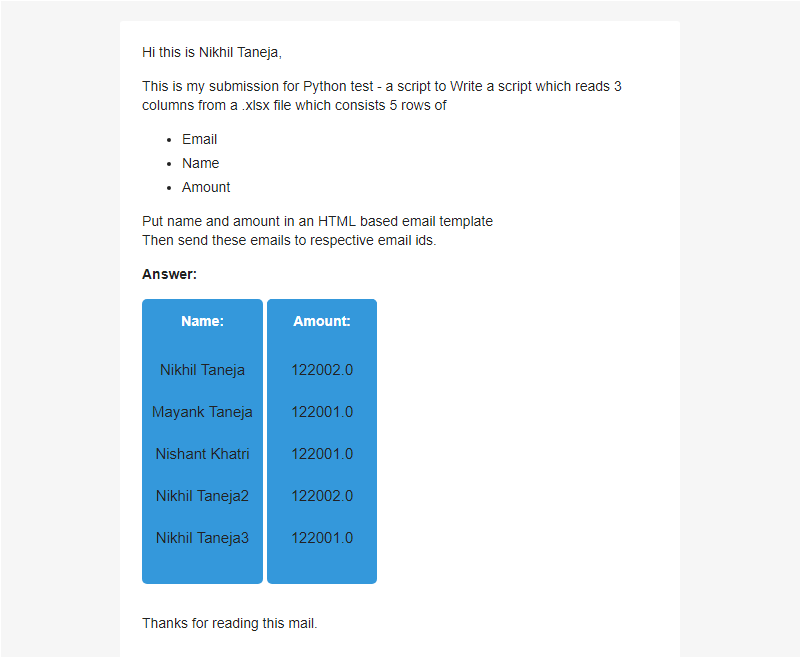 Hi this is Nikhil Taneja,
This is my submission for Python test - a script to Write a script which reads 3
columns from a .xlsx file which consists 5 rows of
• Email
• Name
• Amount
Put name and amount in an HTML based email template
Then send these emails to respective email ids.
Answer:
Name: Amount:
Nikhil Taneja 122002.0
Mayank Taneja 122001.0
Nishant Khatri 122001.0
Nikhil Taneja2 122002.0
Nikhil Taneja3 122001.0
Thanks for reading this mail.